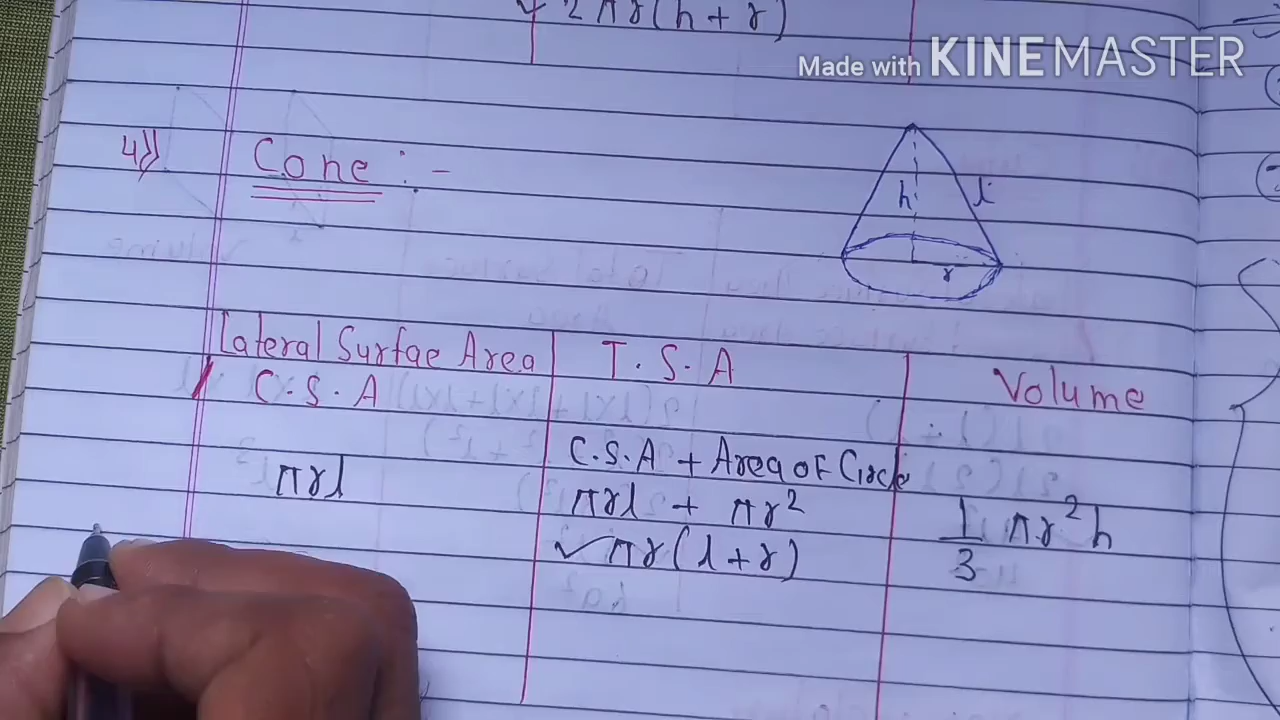 2πr(h+r)
Made with KINEMASTER
4)) Cone :-
h l
r
Lateral Surfae Area T.S.A Volume
C.S.A
C.S.A + Area OF Circle
πrl πrl + πr² 1/3 πr²h
✓πr(l+r)